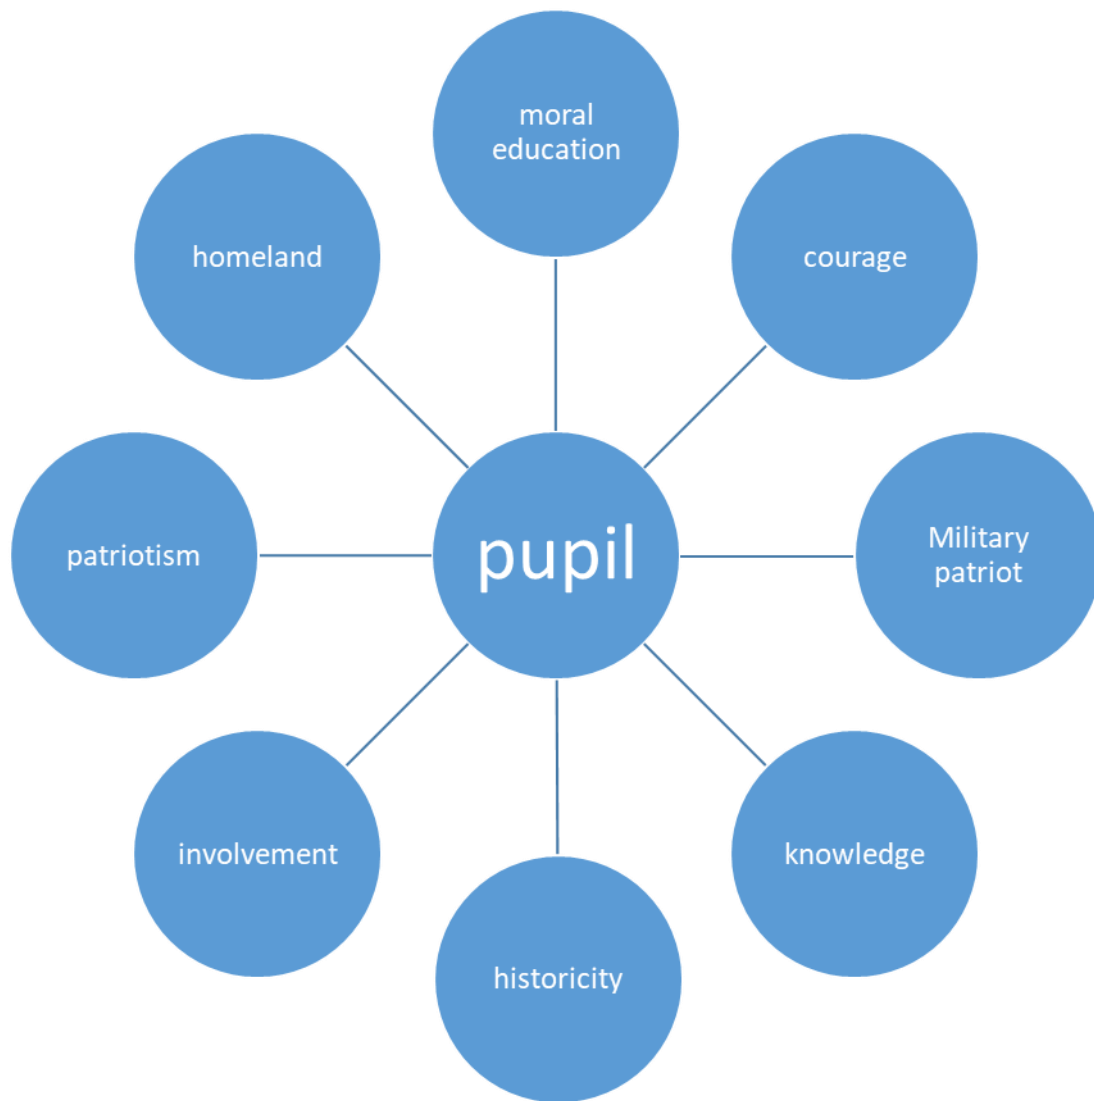 moral
education
homeland
courage
patriotism
pupil
Military
patriot
involvement
knowledge
historicity